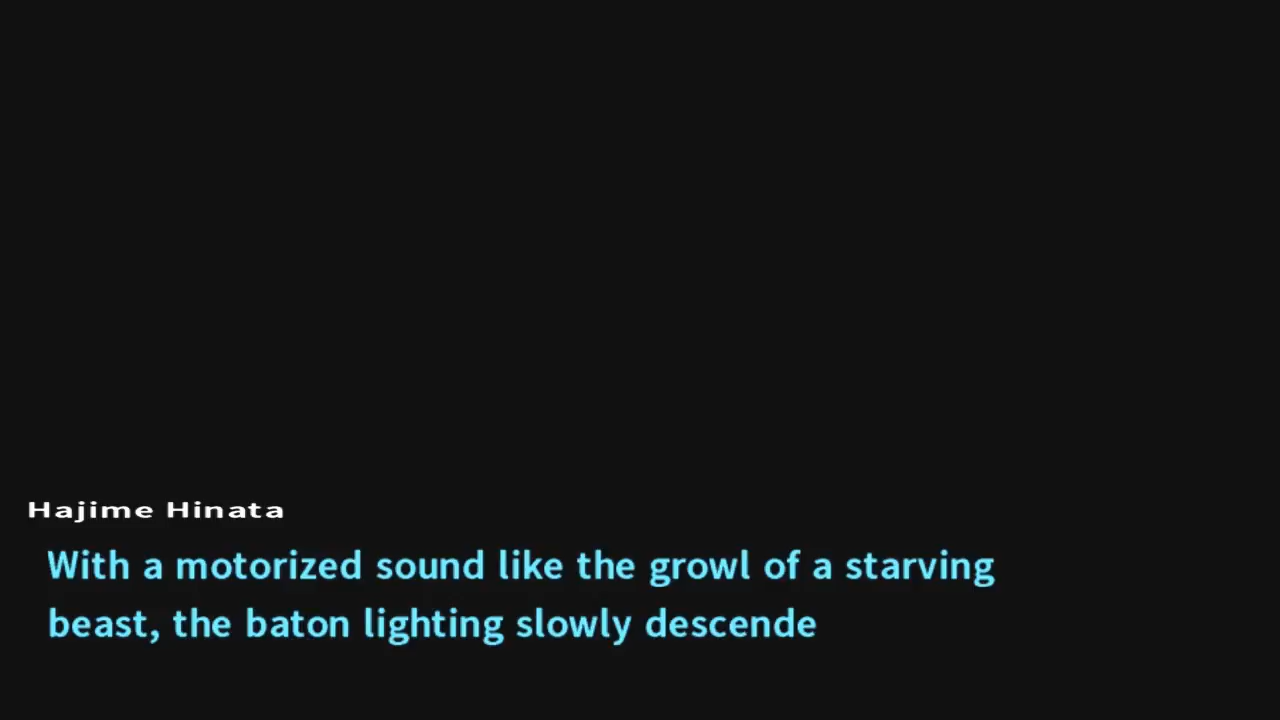 Hajime Hinata
With a motorized sound like the growl of a starving
beast, the baton lighting slowly descende